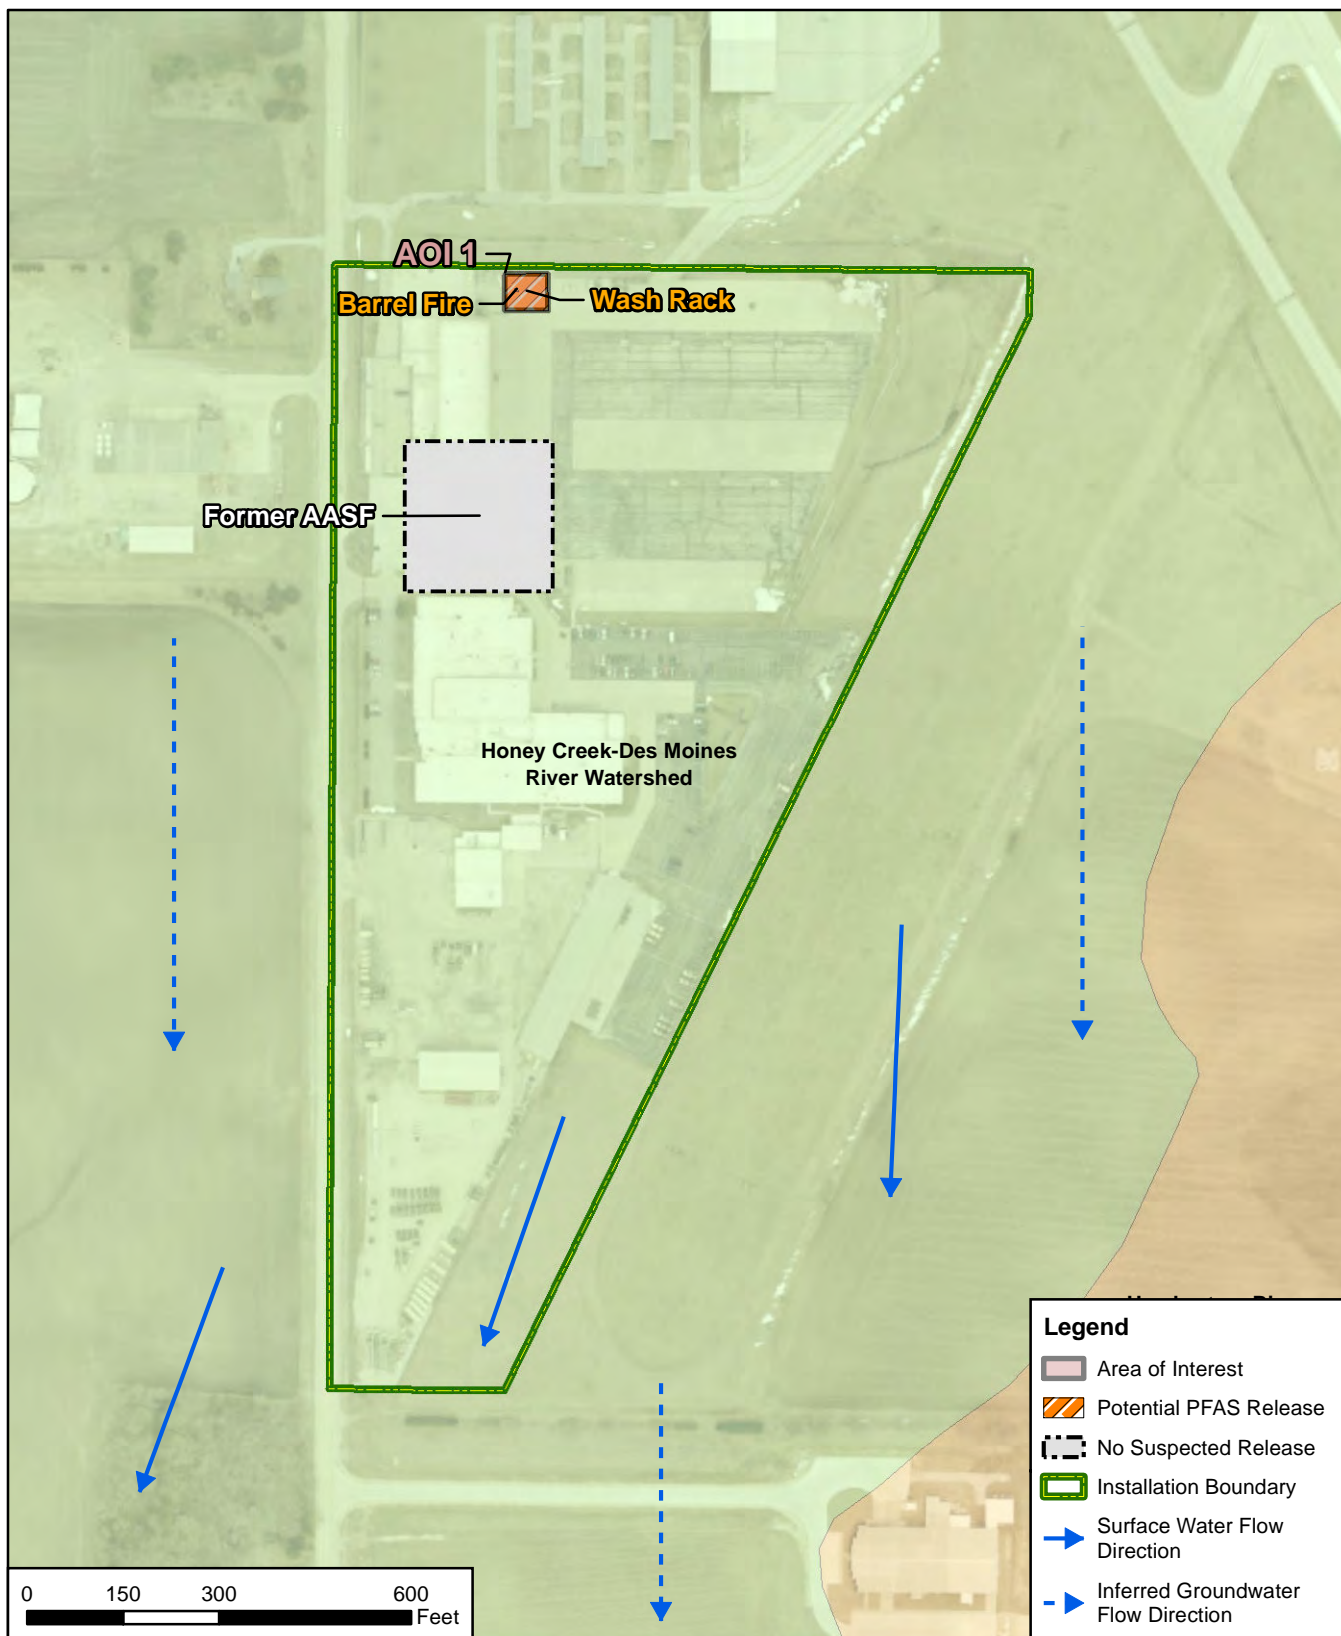 AOI 1
Barrel Fire
Wash Rack
Former AASF
Honey Creek-Des Moines
River Watershed
Legend
Area of Interest
Potential PFAS Release
No Suspected Release
Installation Boundary
Surface Water Flow
Direction
Inferred Groundwater
Flow Direction
0 150 300 600
Feet